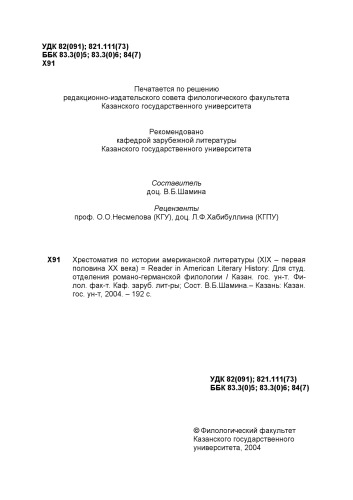 УДК 82(091); 821.111(73)
ББК 83.3(0)5; 83.3(0)6; 84(7)
Х91
Печатается по решению
редакционно-издательского совета филологического факультета
Казанского государственного университета
Рекомендовано
кафедрой зарубежной литературы
Казанского государственного университета
Составитель
доц. В.Б.Шамина
Рецензенты
проф. О.О.Несмелова (КГУ), доц. Л.Ф.Хабибуллина (КГПУ)
Х91 Хрестоматия по истории американской литературы (XIX – первая
половина XX века) = Reader in American Literary History: Для студ.
отделения романо-германской филологии / Казан. гос. ун-т. Фи-
лол. фак-т. Каф. заруб. лит-ры; Сост. В.Б.Шамина.– Казань: Казан.
гос. ун-т, 2004. – 192 с.
УДК 82(091); 821.111(73)
ББК 83.3(0)5; 83.3(0)6; 84(7)
© Филологический факультет
Казанского государственного
университета, 2004